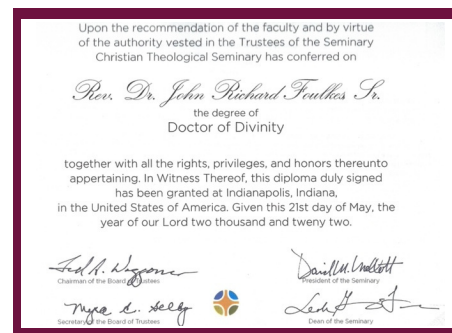 Upon the recommendation of the faculty and by virtue
of the authority vested in the Trustees of the Seminary
Christian Theological Seminary has conferred on
Rev. Dr. John Richard Foulkes Sr.
the degree of
Doctor of Divinity
together with all the rights, privileges, and honors thereunto
appertaining. In Witness Thereof, this diploma duly signed
has been granted at Indianapolis, Indiana,
in the United States of America. Given this 21st day of May, the
year of our Lord two thousand and tweny two.
Chairman of the Board of Trustees
President of the Seminary
Myra C. Selby
Secretary of the Board of Trustees
Dean of the Seminary